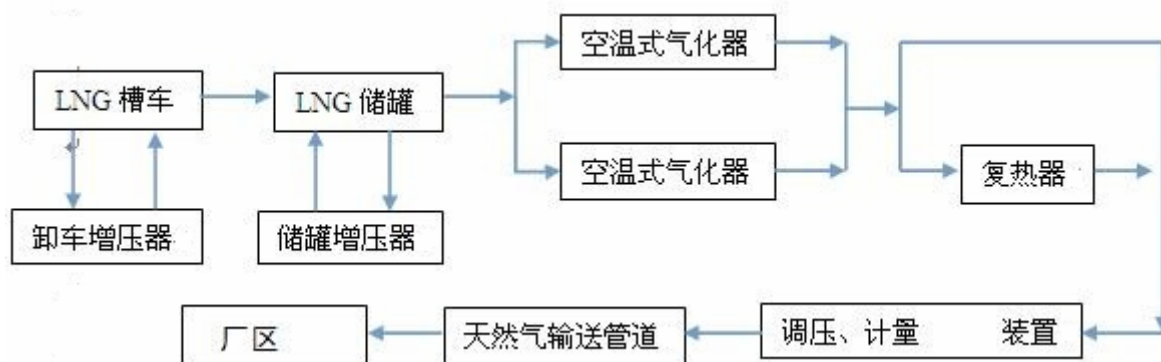 空温式气化器
LNG 槽车
LNG 储罐
空温式气化器
复热器
卸车增压器
储罐增压器
厂区
天然气输送管道
调压、计量 装置